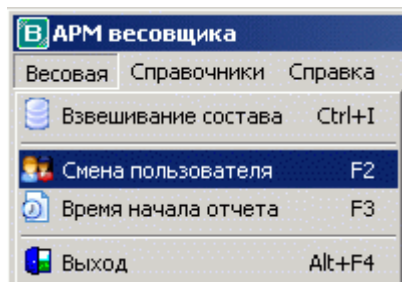 В АРМ весовщика
Весовая Справочники Справка
Взвешивание состава Ctrl+I
Смена пользователя F2
Время начала отчета F3
Выход Alt+F4